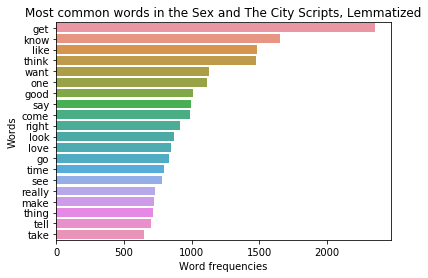 Most common words in the Sex and The City Scripts, Lemmatized
Words
get
know
like
think
want
one
good
say
come
right
look
love
go
time
see
really
make
thing
tell
take
0 500 1000 1500 2000
Word frequencies